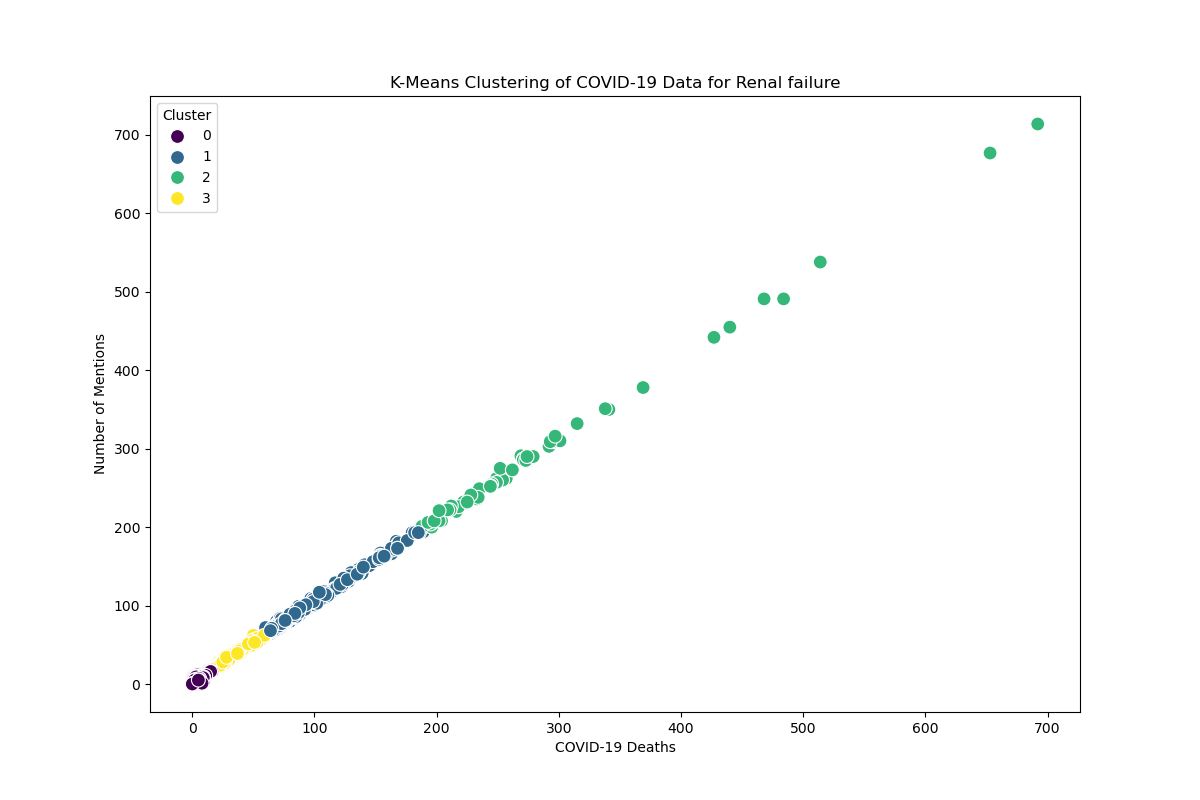 K-Means Clustering of COVID-19 Data for Renal failure
Cluster
0
1
2
3
700
600
500
400
300
200
100
0
Number of Mentions
0 100 200 300 400 500 600 700
COVID-19 Deaths